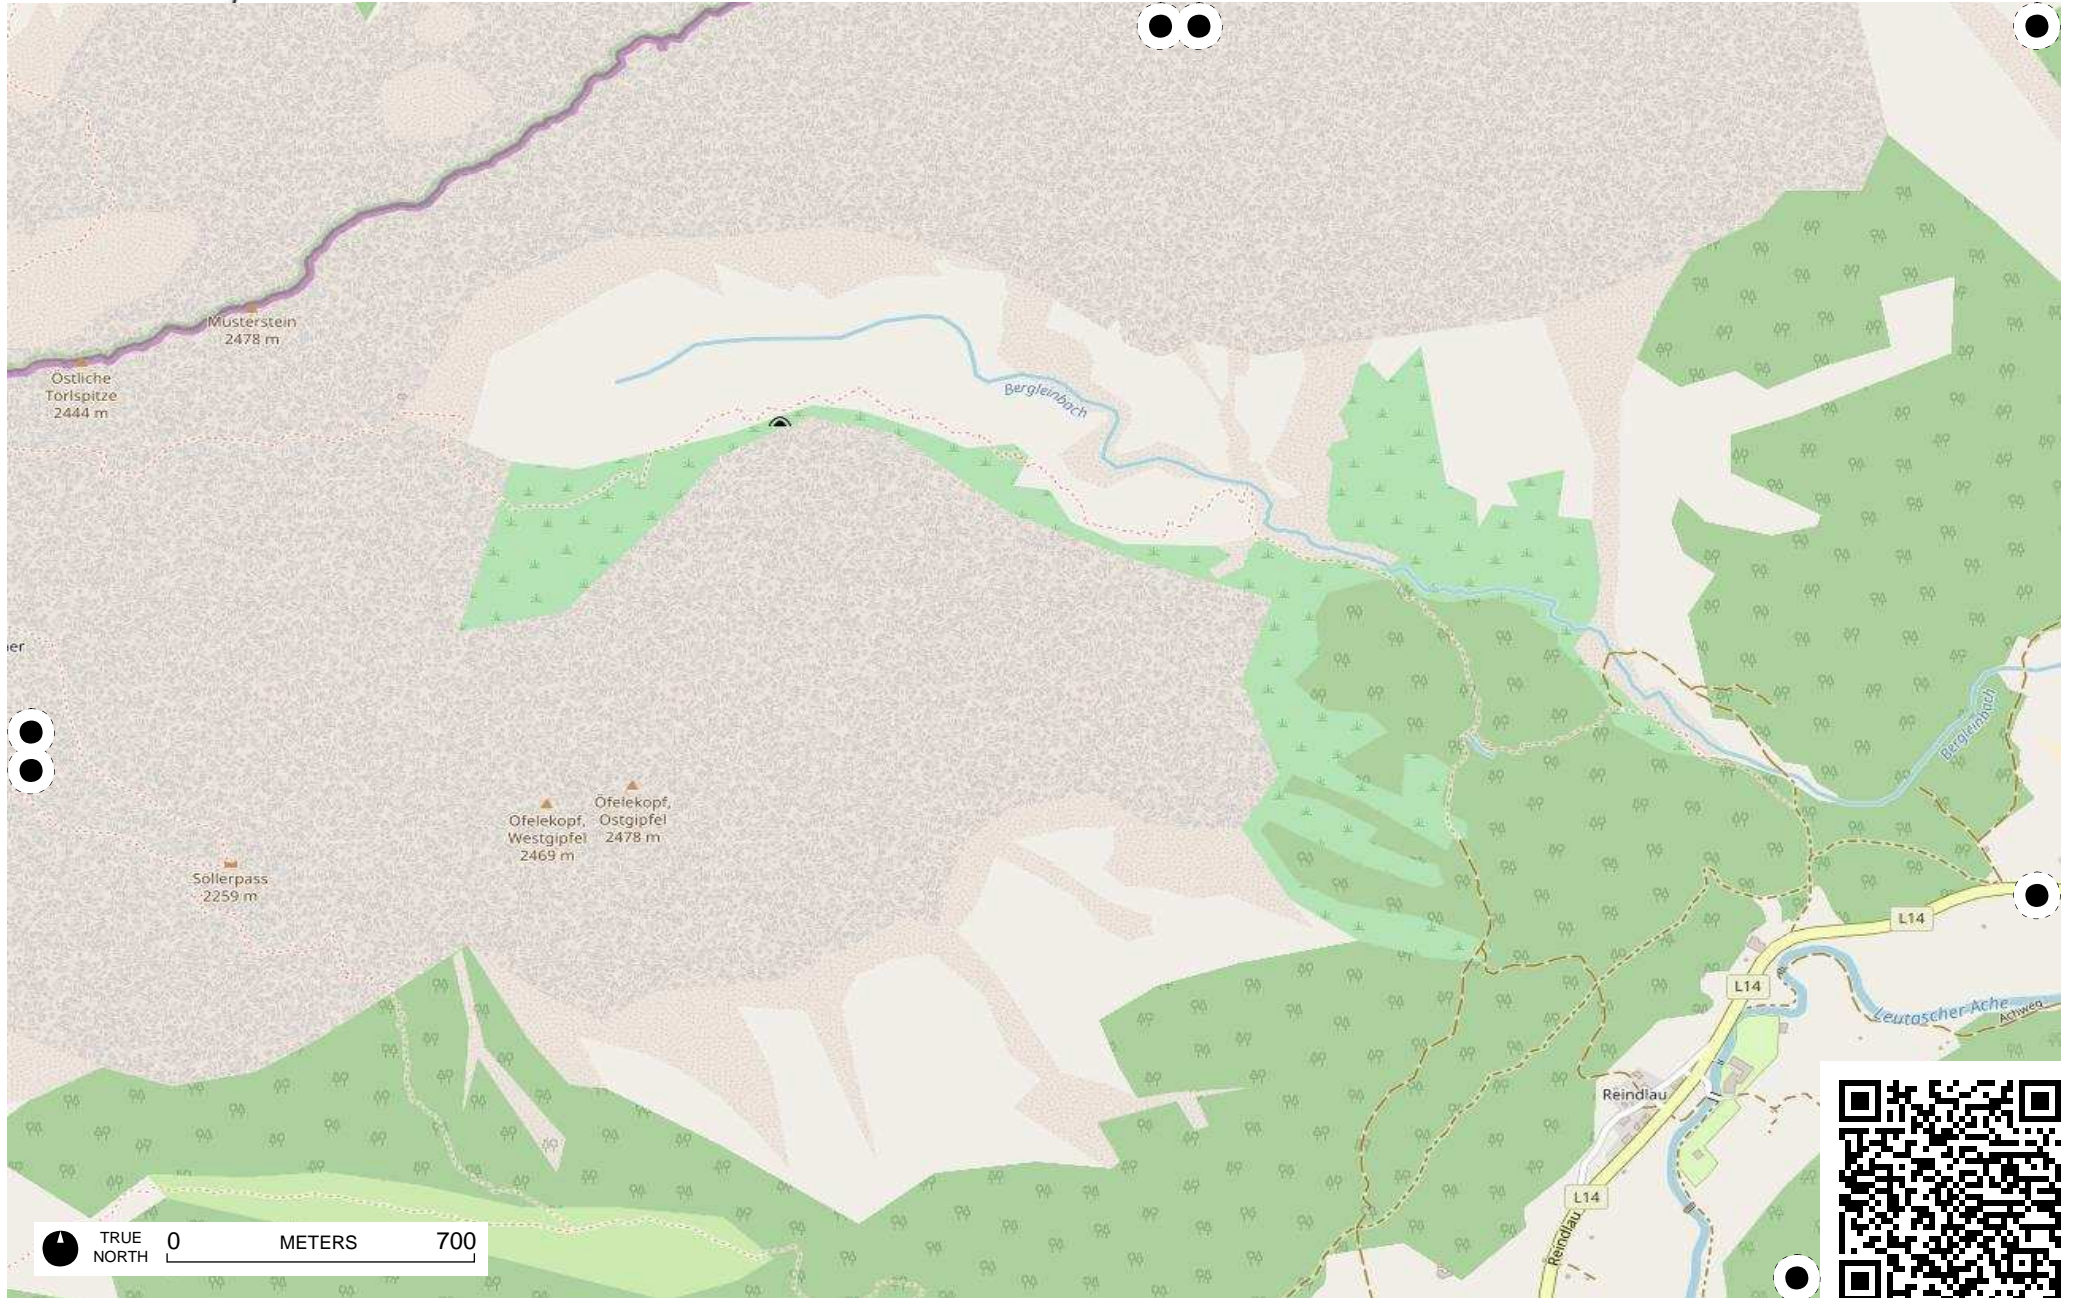 Musterstein
2478 m
Östliche
Torlspitze
2444 m
Bergleinbach
Bergleinbach
Öfelekopf,
Ostgipfel
2478 m
Öfelekopf,
Westgipfel
2469 m
Söllerpass
2259 m
L14
L14
Leutascher Ache
Achweg
Reindlau
L14
Reindlau
TRUE
NORTH
0 METERS 700